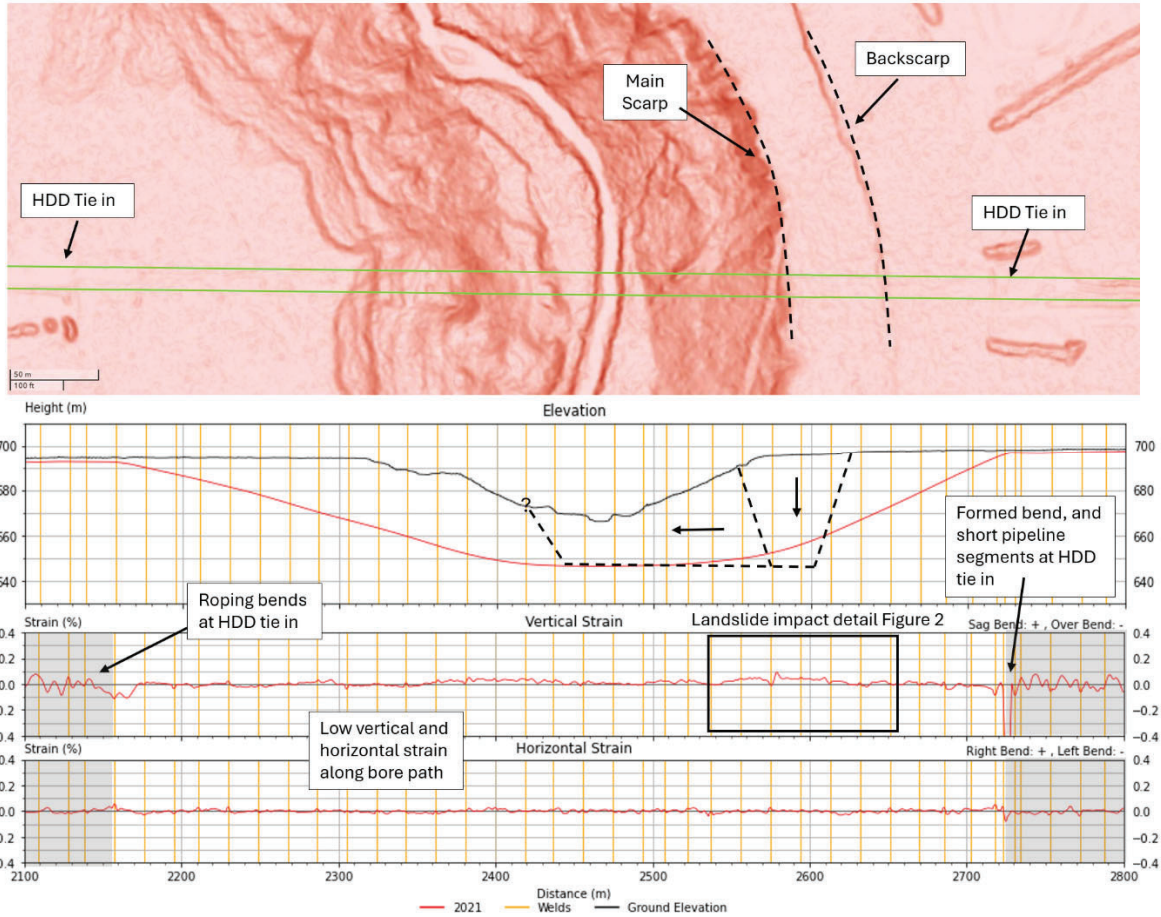 Main
Scarp
Backscarp
HDD Tie in
HDD Tie in
50 m
100 ft
Height (m)
Elevation
700
680
660
640
700
680
660
640
?
Formed bend, and
short pipeline
segments at HDD
tie in
Roping bends
at HDD tie in
Strain (%)
Vertical Strain
Landslide impact detail Figure 2
Sag Bend: + , Over Bend: -
0.4
0.2
0.0
0.2
0.4
0.4
0.2
0.0
−0.2
−0.4
Low vertical and
horizontal strain
along bore path
Strain (%)
Horizontal Strain
Right Bend: + , Left Bend: -
0.4
0.2
0.0
0.2
0.4
0.4
0.2
0.0
−0.2
−0.4
2100
2200
2300
2400
2500
2600
2700
2800
Distance (m)
2021
Welds
Ground Elevation